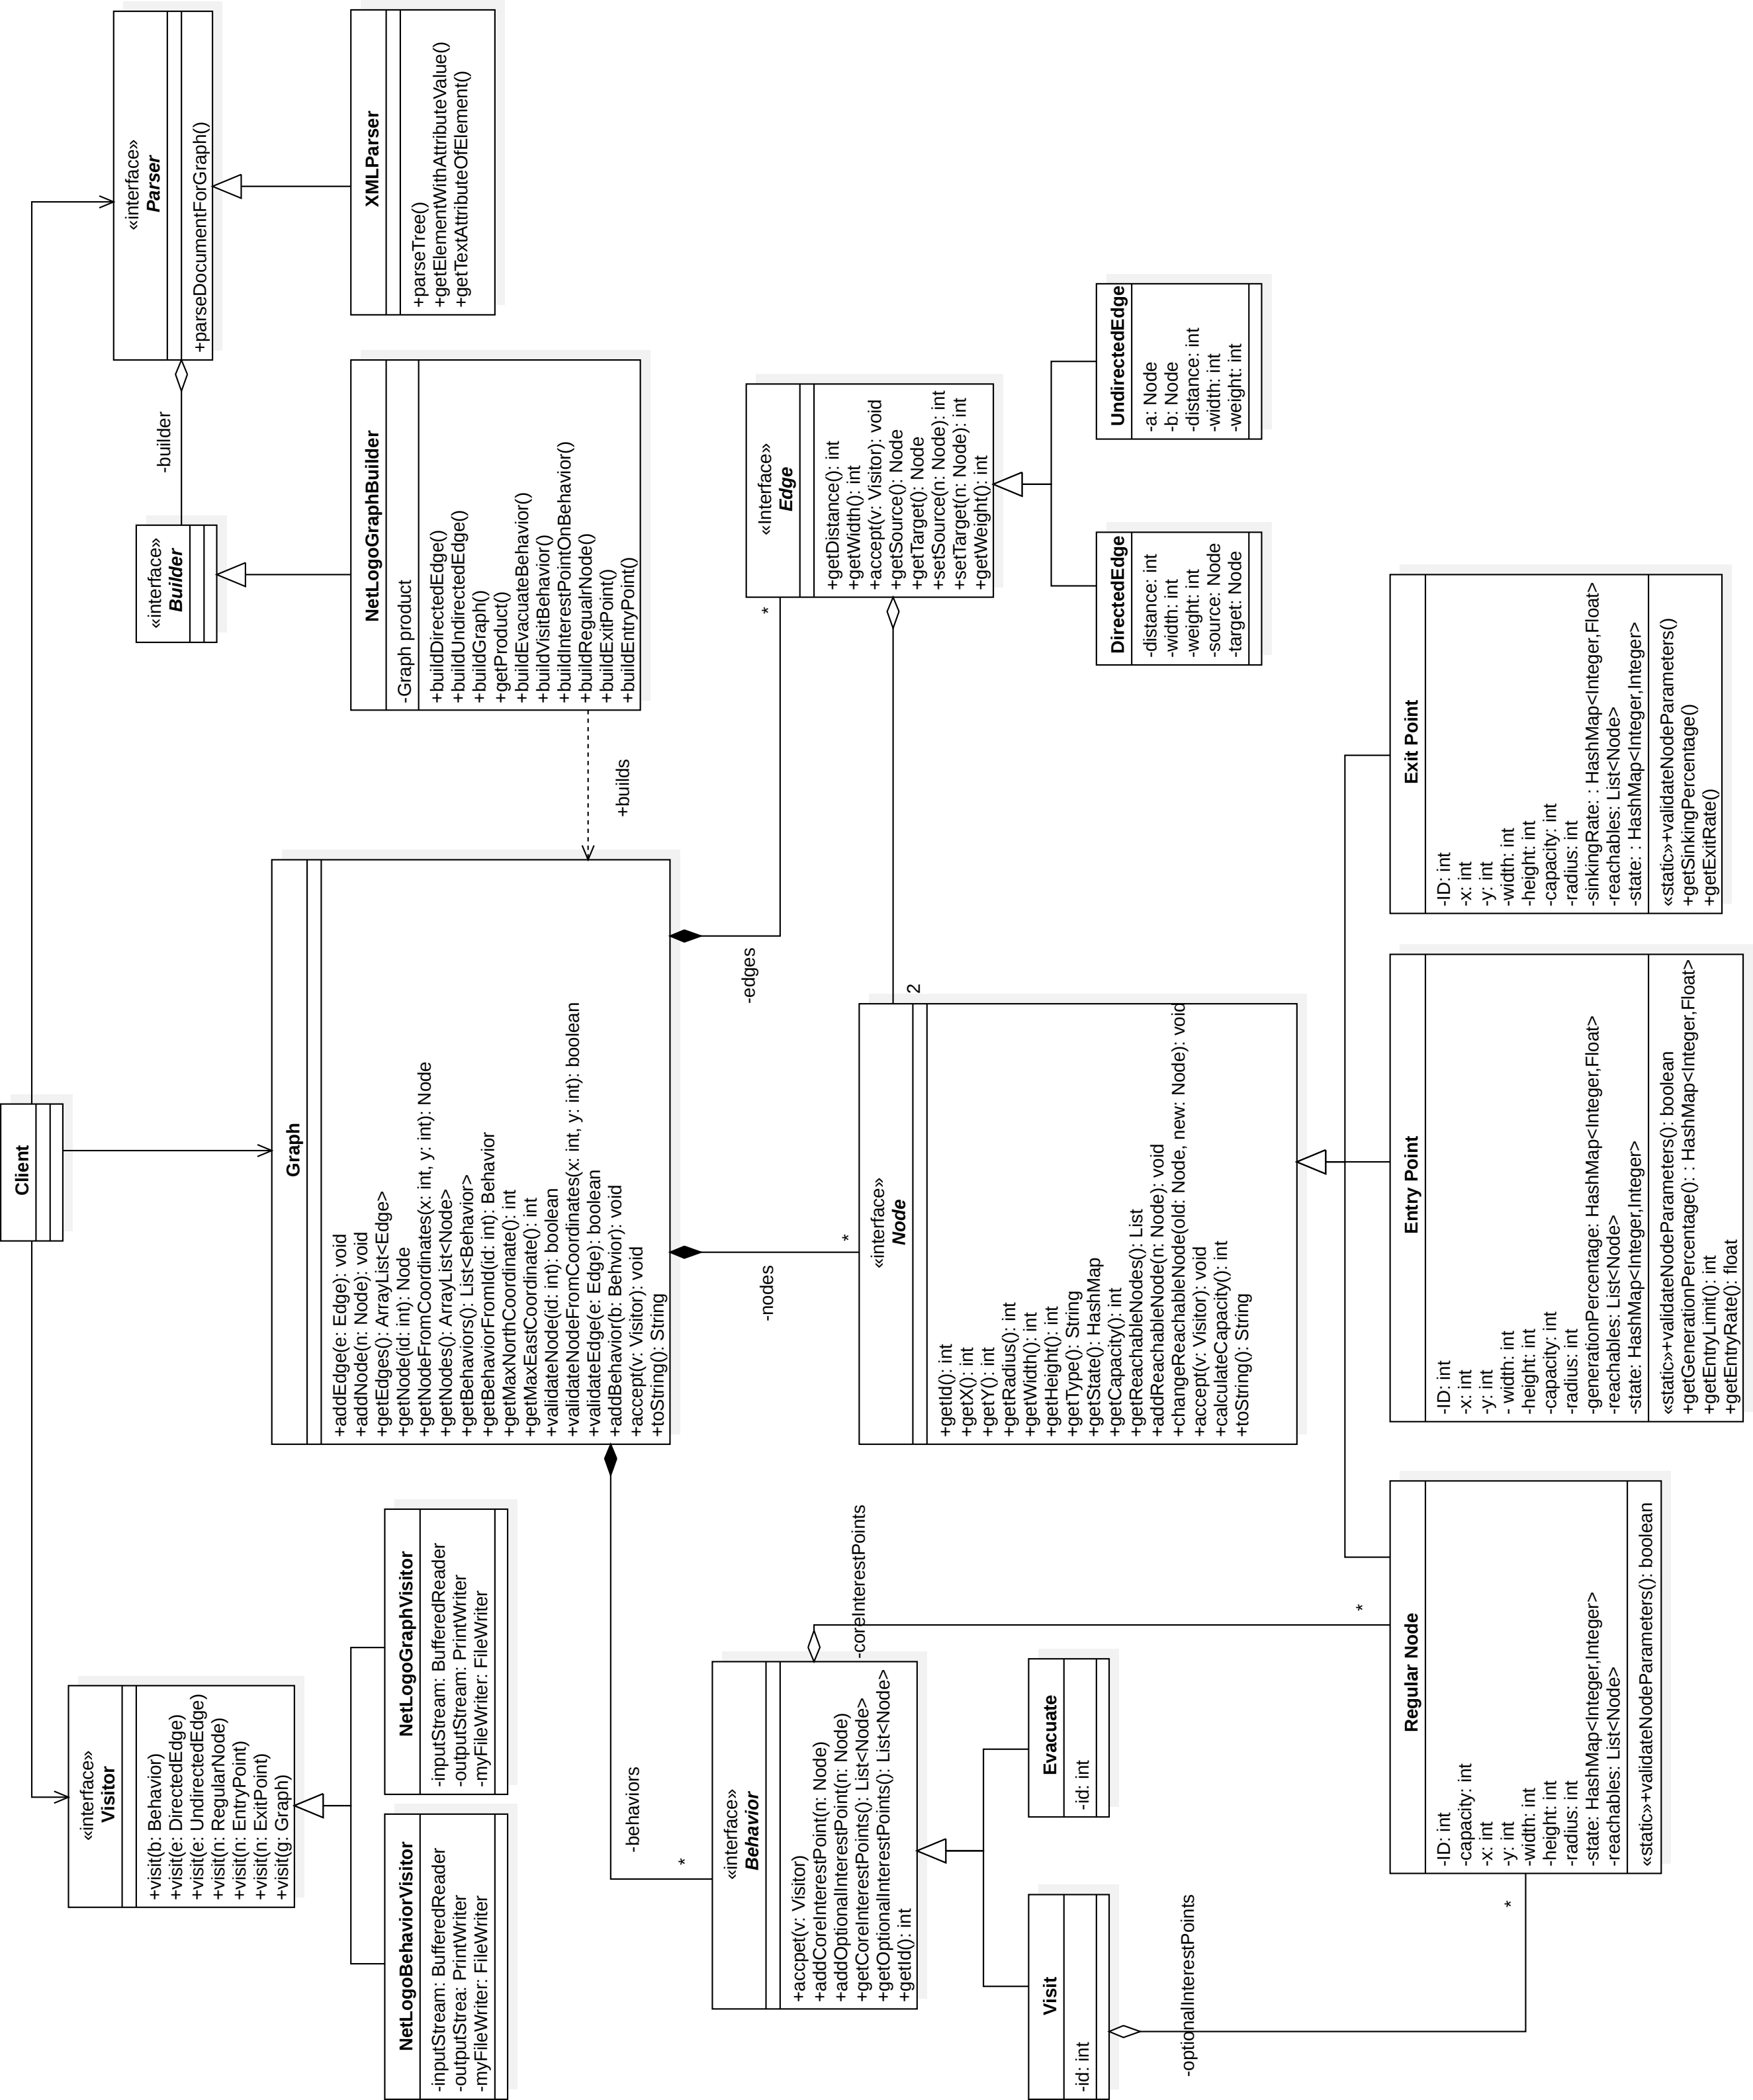 Client
«interface»
Visitor
+visit(b: Behavior)
+visit(e: DirectedEdge)
+visit(e: UndirectedEdge)
+visit(n: RegularNode)
+visit(n: EntryPoint)
+visit(n: ExitPoint)
+visit(g: Graph)
NetLogoBehaviorVisitor
-inputStream: BufferedReader
-outputStrea: PrintWriter
-myFileWriter: FileWriter
NetLogoGraphVisitor
-inputStream: BufferedReader
-outputStream: PrintWriter
-myFileWriter: FileWriter
Graph
+addEdge(e: Edge): void
+addNode(n: Node): void
+getEdges(): ArrayList<Edge>
+getNode(id: int): Node
+getNodeFromCoordinates(x: int, y: int): Node
+getNodes(): ArrayList<Node>
+getBehaviors(): List<Behavior>
+getBehaviorFromId(id: int): Behavior
+getMaxNorthCoordinate(): int
+getMaxEastCoordinate(): int
+validateNode(id: int): boolean
+validateNodeFromCoordinates(x: int, y: int): boolean
+validateEdge(e: Edge): boolean
+addBehavior(b: Behvior): void
+accept(v: Visitor): void
+toString(): String
«interface»
Builder
-builder
«interface»
Parser
+parseDocumentForGraph()
NetLogoGraphBuilder
-Graph product
+buildDirectedEdge()
+buildUndirectedEdge()
+buildGraph()
+getProduct()
+buildEvacuateBehavior()
+buildVisitBehavior()
+buildInterestPointOnBehavior()
+buildRegualrNode()
+buildExitPoint()
+buildEntryPoint()
XMLParser
+parseTree()
+getElementWithAttributeValue()
+getTextAttributeOfElement()
+builds
-behaviors
*
-nodes
*
-edges
*
«interface»
Behavior
+accpet(v: Visitor)
+addCoreInterestPoint(n: Node)
+addOptionalInterestPoint(n: Node)
+getCoreInterestPoints(): List<Node>
+getOptionalInterestPoints(): List<Node>
+getId(): int
-coreInterestPoints
*
«interface»
Node
+getId(): int
+getX(): int
+getY(): int
+getRadius(): int
+getWidth(): int
+getHeight(): int
+getType(): String
+getState(): HashMap
+getCapacity(): int
+getReachableNodes(): List
+addReachableNode(n: Node): void
+changeReachableNode(old: Node, new: Node): void
+accept(v: Visitor): void
+calculateCapacity(): int
+toString(): String
2
«Interface»
Edge
+getDistance(): int
+getWidth(): int
+accept(v: Visitor): void
+getSource(): Node
+getTarget(): Node
+setSource(n: Node): int
+setTarget(n: Node): int
+getWeight(): int
Visit
-id: int
Evacuate
-id: int
DirectedEdge
-distance: int
-width: int
-weight: int
-source: Node
-target: Node
UndirectedEdge
-a: Node
-b: Node
-distance: int
-width: int
-weight: int
-optionalInterestPoints
*
Regular Node
-ID: int
-capacity: int
-x: int
-y: int
-width: int
-height: int
-radius: int
-state: HashMap<Integer,Integer>
-reachables: List<Node>
«static»+validateNodeParameters(): boolean
Entry Point
-ID: int
-x: int
-y: int
- width: int
-height: int
-capacity: int
-radius: int
-generationPercentage: HashMap<Integer,Float>
-reachables: List<Node>
-state: HashMap<Integer,Integer>
«static»+validateNodeParameters(): boolean
+getGenerationPercentage(): : HashMap<Integer,Float>
+getEntryLimit(): int
+getEntryRate(): float
Exit Point
-ID: int
-x: int
-y: int
-width: int
-height: int
-capacity: int
-radius: int
-sinkingRate: : HashMap<Integer,Float>
-reachables: List<Node>
-state: : HashMap<Integer,Integer>
«static»+validateNodeParameters()
+getSinkingPercentage()
+getExitRate()